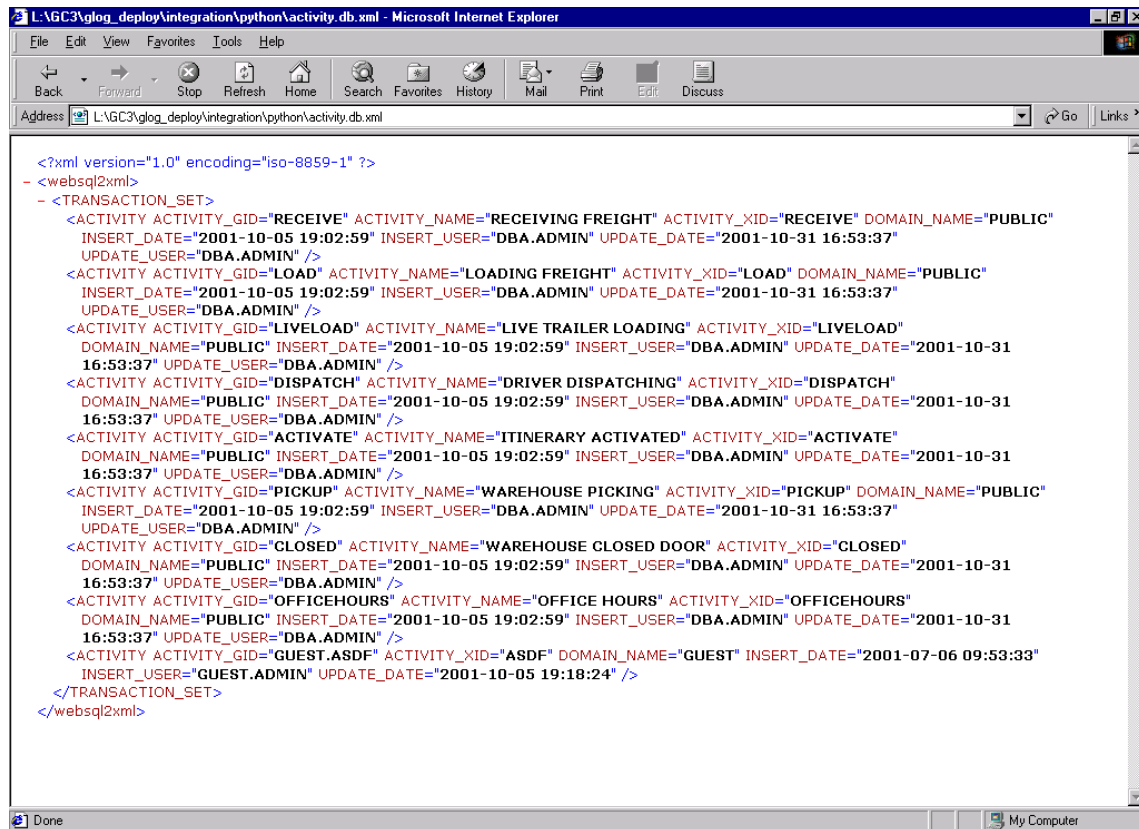 L:\GC3\glog_deploy\integration\python\activity.db.xml - Microsoft Internet Explorer
File Edit View Favorites Tools Help
Back Forward Stop Refresh Home Search Favorites History Mail Print Edit Discuss
Address L:\GC3\glog_deploy\integration\python\activity.db.xml Go Links »
<?xml version="1.0" encoding="iso-8859-1" ?>
- <websql2xml>
- <TRANSACTION_SET>
<ACTIVITY ACTIVITY_GID="RECEIVE" ACTIVITY_NAME="RECEIVING FREIGHT" ACTIVITY_XID="RECEIVE" DOMAIN_NAME="PUBLIC"
INSERT_DATE="2001-10-05 19:02:59" INSERT_USER="DBA.ADMIN" UPDATE_DATE="2001-10-31 16:53:37"
UPDATE_USER="DBA.ADMIN" />
<ACTIVITY ACTIVITY_GID="LOAD" ACTIVITY_NAME="LOADING FREIGHT" ACTIVITY_XID="LOAD" DOMAIN_NAME="PUBLIC"
INSERT_DATE="2001-10-05 19:02:59" INSERT_USER="DBA.ADMIN" UPDATE_DATE="2001-10-31 16:53:37"
UPDATE_USER="DBA.ADMIN" />
<ACTIVITY ACTIVITY_GID="LIVELOAD" ACTIVITY_NAME="LIVE TRAILER LOADING" ACTIVITY_XID="LIVELOAD"
DOMAIN_NAME="PUBLIC" INSERT_DATE="2001-10-05 19:02:59" INSERT_USER="DBA.ADMIN" UPDATE_DATE="2001-10-31
16:53:37" UPDATE_USER="DBA.ADMIN" />
<ACTIVITY ACTIVITY_GID="DISPATCH" ACTIVITY_NAME="DRIVER DISPATCHING" ACTIVITY_XID="DISPATCH"
DOMAIN_NAME="PUBLIC" INSERT_DATE="2001-10-05 19:02:59" INSERT_USER="DBA.ADMIN" UPDATE_DATE="2001-10-31
16:53:37" UPDATE_USER="DBA.ADMIN" />
<ACTIVITY ACTIVITY_GID="ACTIVATE" ACTIVITY_NAME="ITINERARY ACTIVATED" ACTIVITY_XID="ACTIVATE"
DOMAIN_NAME="PUBLIC" INSERT_DATE="2001-10-05 19:02:59" INSERT_USER="DBA.ADMIN" UPDATE_DATE="2001-10-31
16:53:37" UPDATE_USER="DBA.ADMIN" />
<ACTIVITY ACTIVITY_GID="PICKUP" ACTIVITY_NAME="WAREHOUSE PICKING" ACTIVITY_XID="PICKUP" DOMAIN_NAME="PUBLIC"
INSERT_DATE="2001-10-05 19:02:59" INSERT_USER="DBA.ADMIN" UPDATE_DATE="2001-10-31 16:53:37"
UPDATE_USER="DBA.ADMIN" />
<ACTIVITY ACTIVITY_GID="CLOSED" ACTIVITY_NAME="WAREHOUSE CLOSED DOOR" ACTIVITY_XID="CLOSED"
DOMAIN_NAME="PUBLIC" INSERT_DATE="2001-10-05 19:02:59" INSERT_USER="DBA.ADMIN" UPDATE_DATE="2001-10-31
16:53:37" UPDATE_USER="DBA.ADMIN" />
<ACTIVITY ACTIVITY_GID="OFFICEHOURS" ACTIVITY_NAME="OFFICE HOURS" ACTIVITY_XID="OFFICEHOURS"
DOMAIN_NAME="PUBLIC" INSERT_DATE="2001-10-05 19:02:59" INSERT_USER="DBA.ADMIN" UPDATE_DATE="2001-10-31
16:53:37" UPDATE_USER="DBA.ADMIN" />
<ACTIVITY ACTIVITY_GID="GUEST.ASDF" ACTIVITY_XID="ASDF" DOMAIN_NAME="GUEST" INSERT_DATE="2001-07-06 09:53:33"
INSERT_USER="GUEST.ADMIN" UPDATE_DATE="2001-10-05 19:18:24" />
</TRANSACTION_SET>
</websql2xml>
Done My Computer